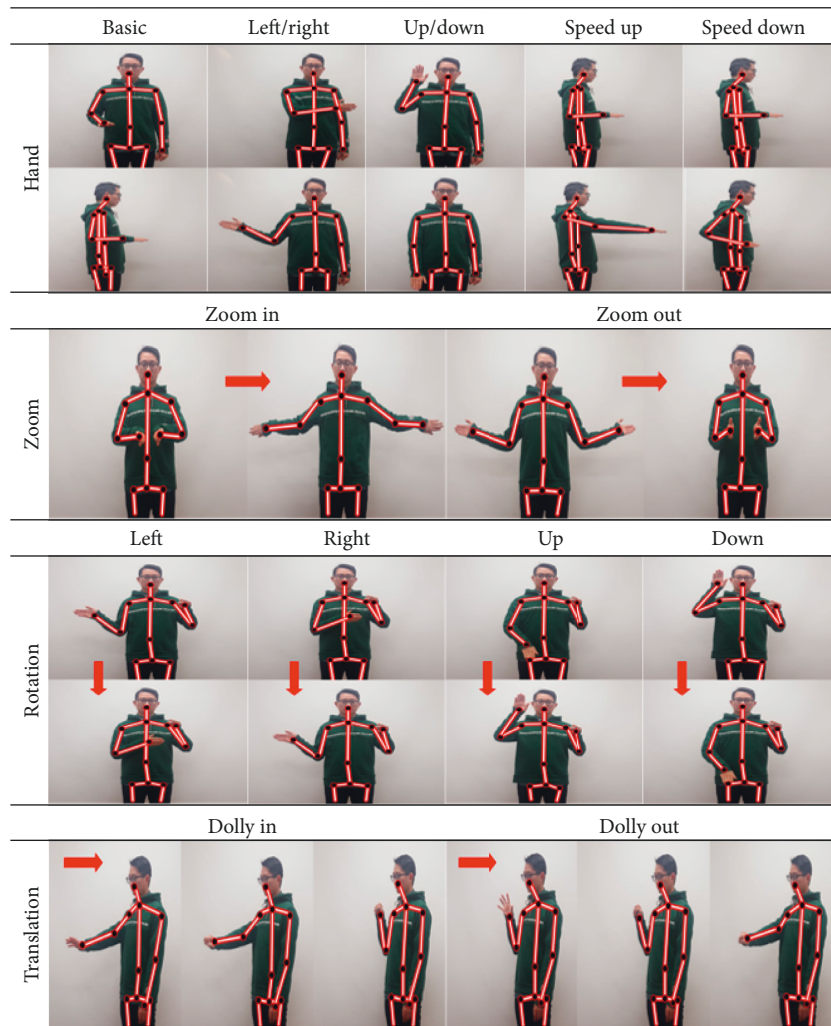 Basic Left/right Up/down Speed up Speed down
Hand
Zoom in Zoom out
Zoom
Left Right Up Down
Rotation
Dolly in Dolly out
Translation